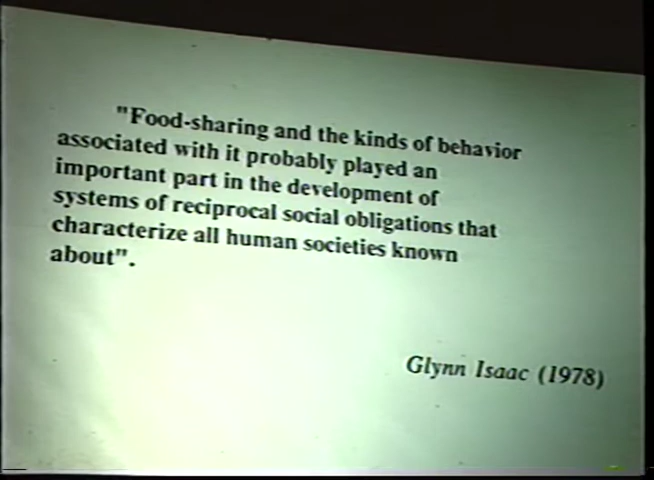 "Food-sharing and the kinds of behavior
associated with it probably played an
important part in the development of
systems of reciprocal social obligations that
characterize all human societies known
about".
Glynn Isaac (1978)